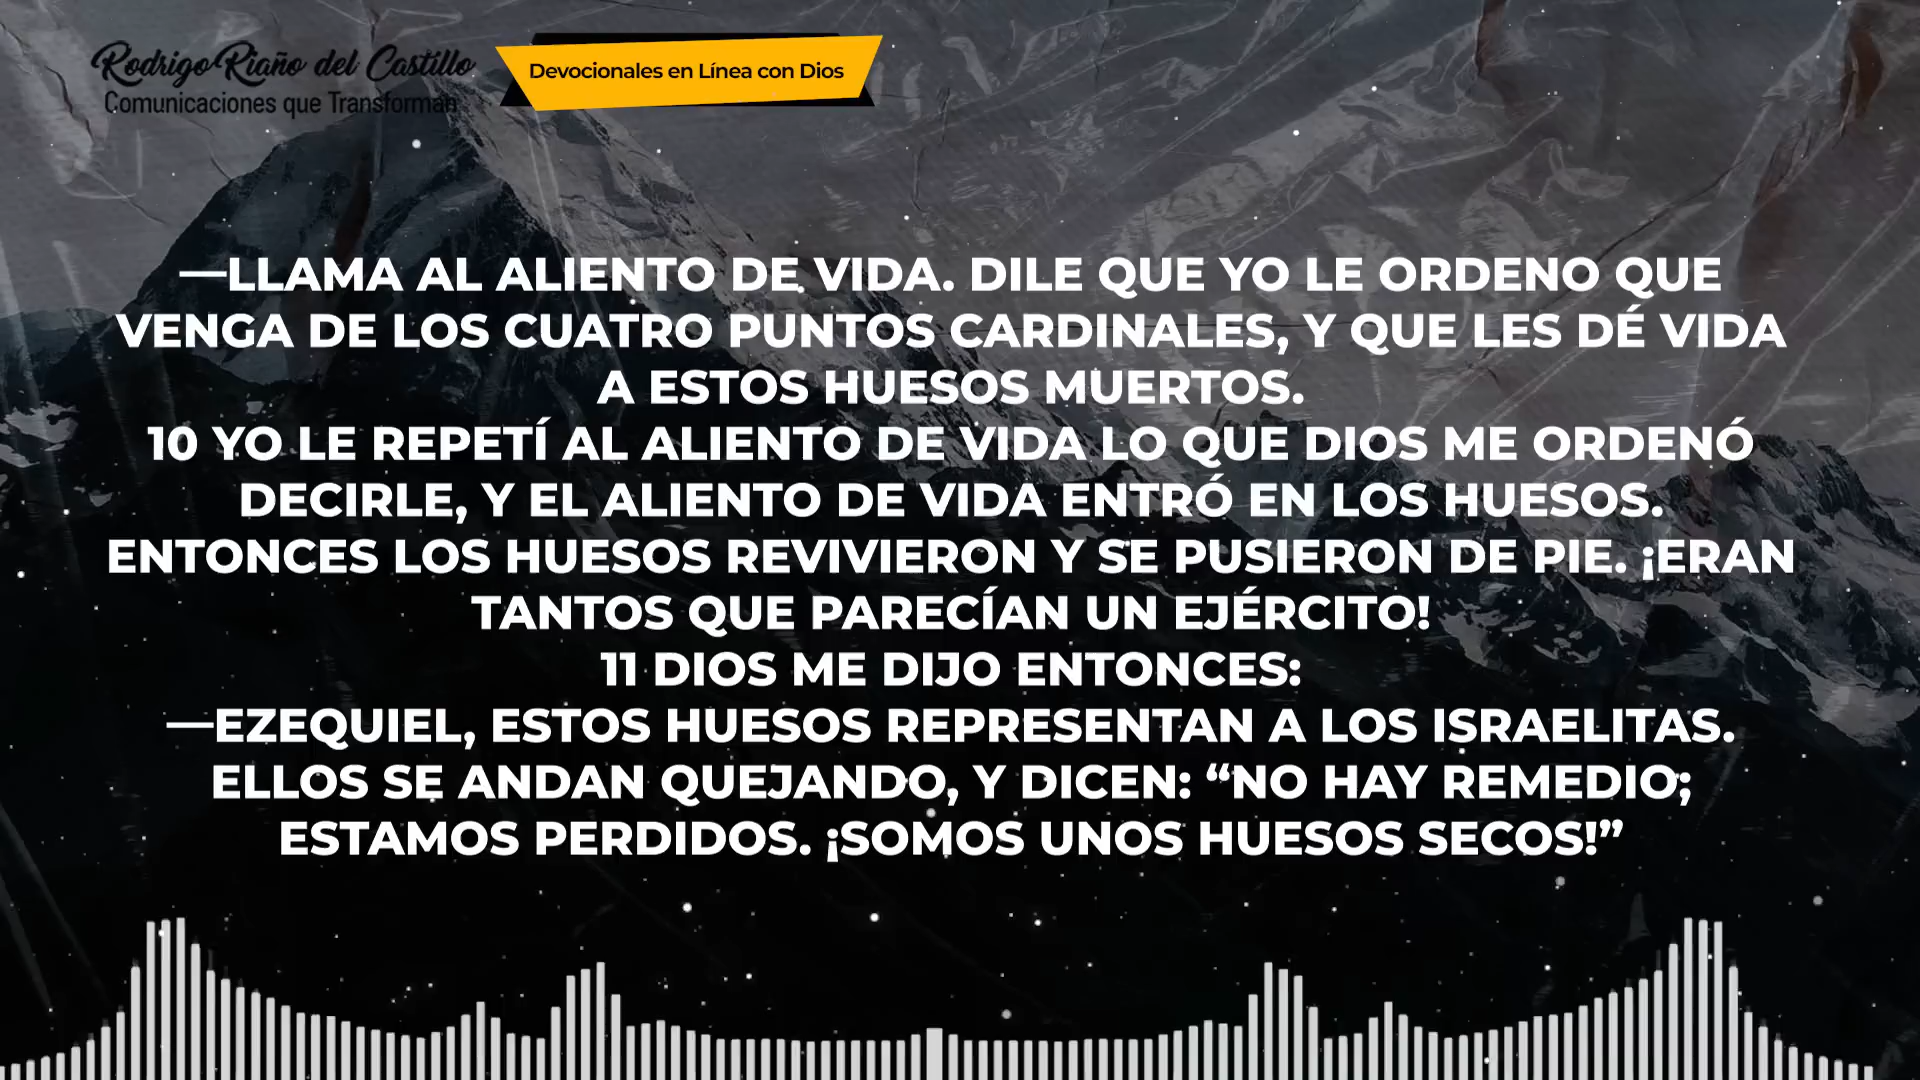 Rodrigo Riaño del Castillo
Comunicaciones que Transforman
Devocionales en Línea con Dios
—LLAMA AL ALIENTO DE VIDA. DILE QUE YO LE ORDENO QUE
VENGA DE LOS CUATRO PUNTOS CARDINALES, Y QUE LES DÉ VIDA
A ESTOS HUESOS MUERTOS.
10 YO LE REPETÍ AL ALIENTO DE VIDA LO QUE DIOS ME ORDENÓ
DECIRLE, Y EL ALIENTO DE VIDA ENTRÓ EN LOS HUESOS.
ENTONCES LOS HUESOS REVIVIERON Y SE PUSIERON DE PIE. ¡ERAN
TANTOS QUE PARECÍAN UN EJÉRCITO!
11 DIOS ME DIJO ENTONCES:
—EZEQUIEL, ESTOS HUESOS REPRESENTAN A LOS ISRAELITAS.
ELLOS SE ANDAN QUEJANDO, Y DICEN: “NO HAY REMEDIO;
ESTAMOS PERDIDOS. ¡SOMOS UNOS HUESOS SECOS!”